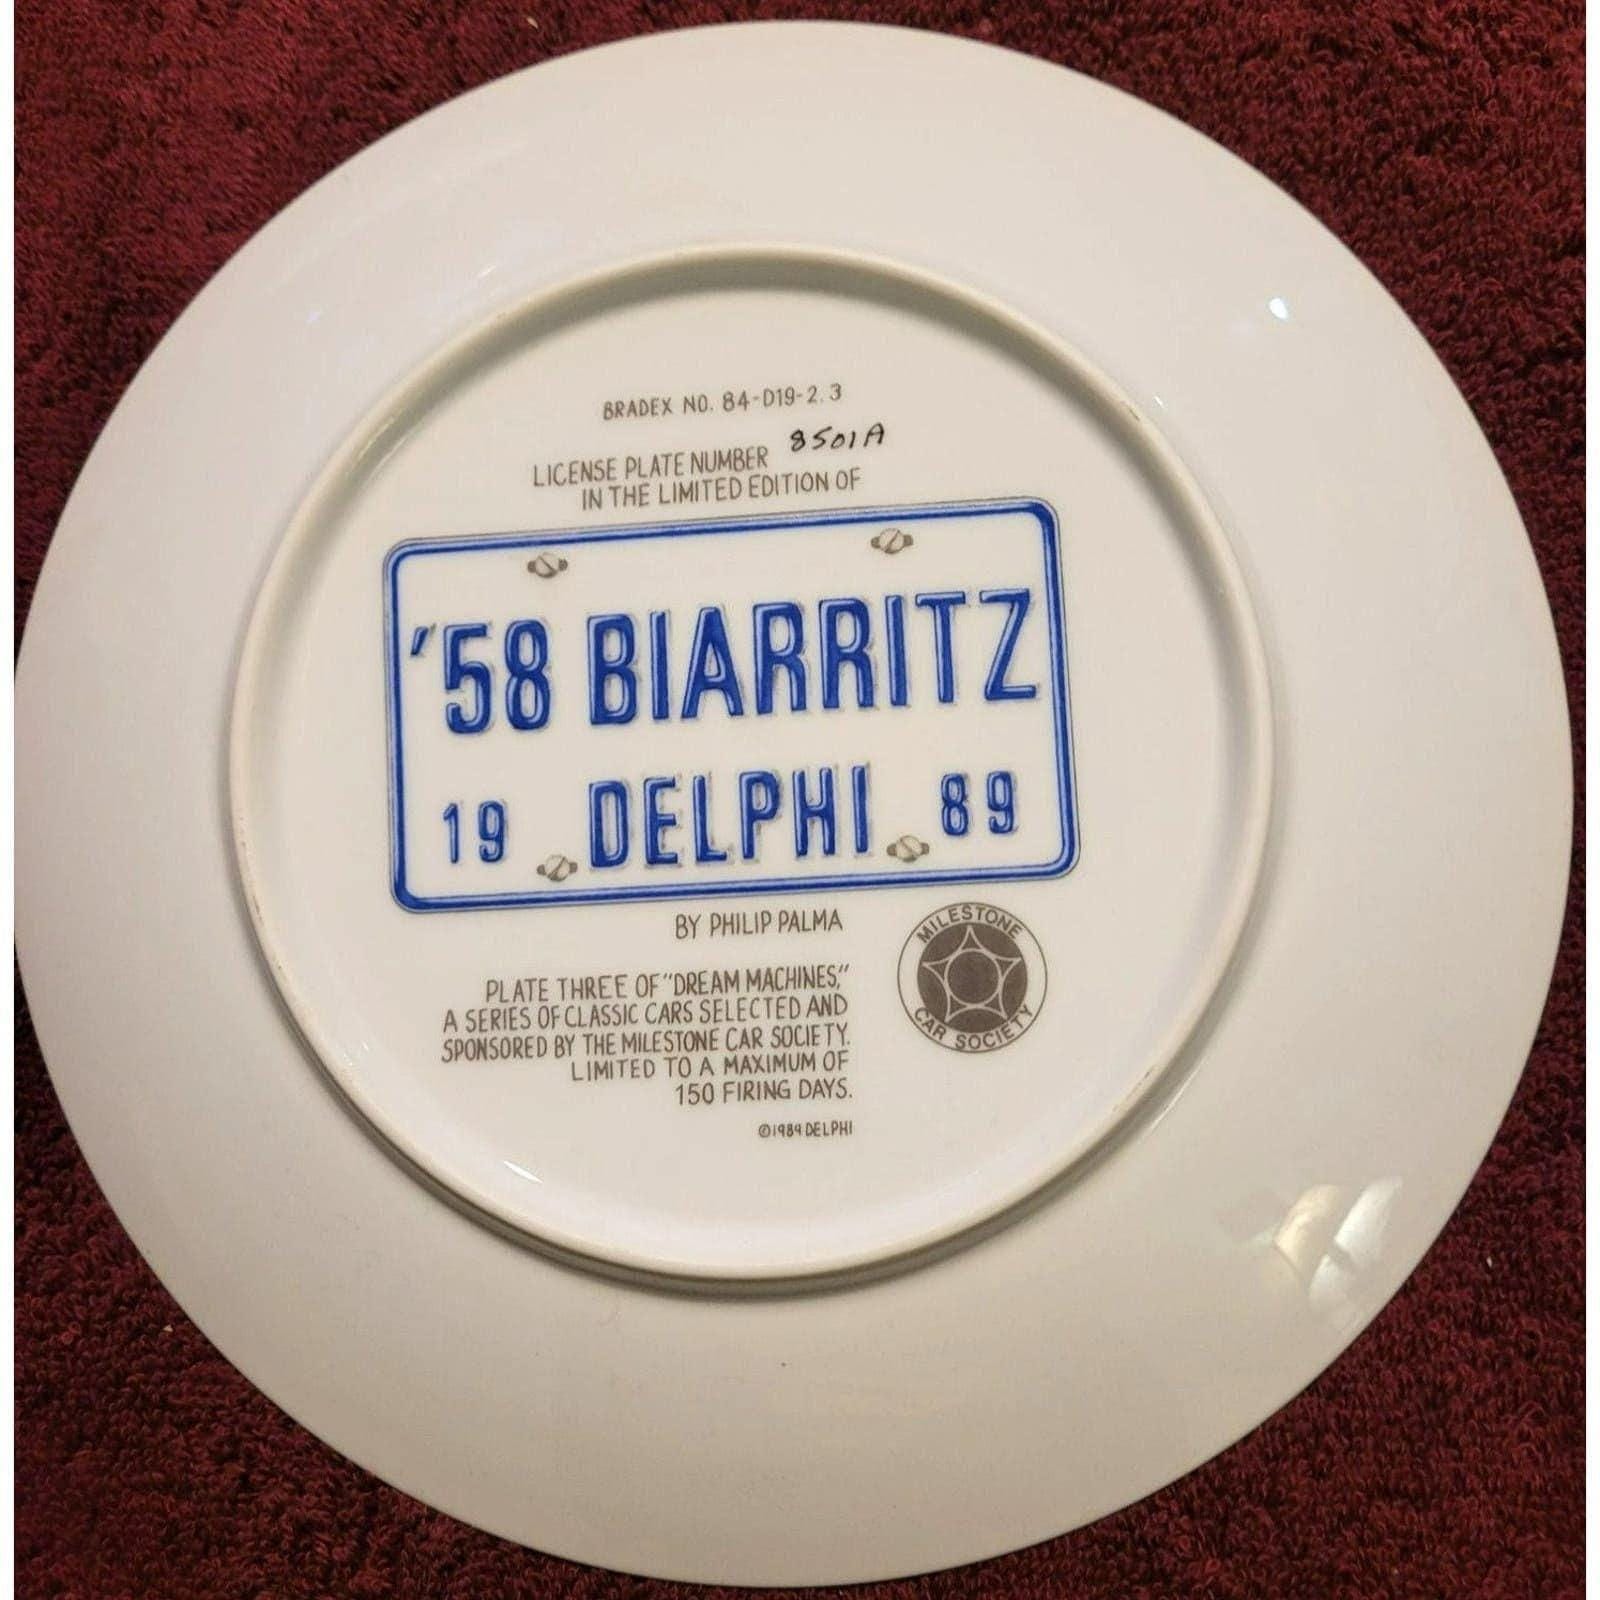 BRADEX NO. 84-D19-2.3
LICENSE PLATE NUMBER 8501A
IN THE LIMITED EDITION OF
'58 BIARRITZ
19 DELPHI 89
BY PHILIP PALMA
PLATE THREE OF "DREAM MACHINES,"
A SERIES OF CLASSIC CARS SELECTED AND
SPONSORED BY THE MILESTONE CAR SOCIETY.
LIMITED TO A MAXIMUM OF
150 FIRING DAYS.
©1989 DELPHI
MILESTONE
CAR SOCIETY